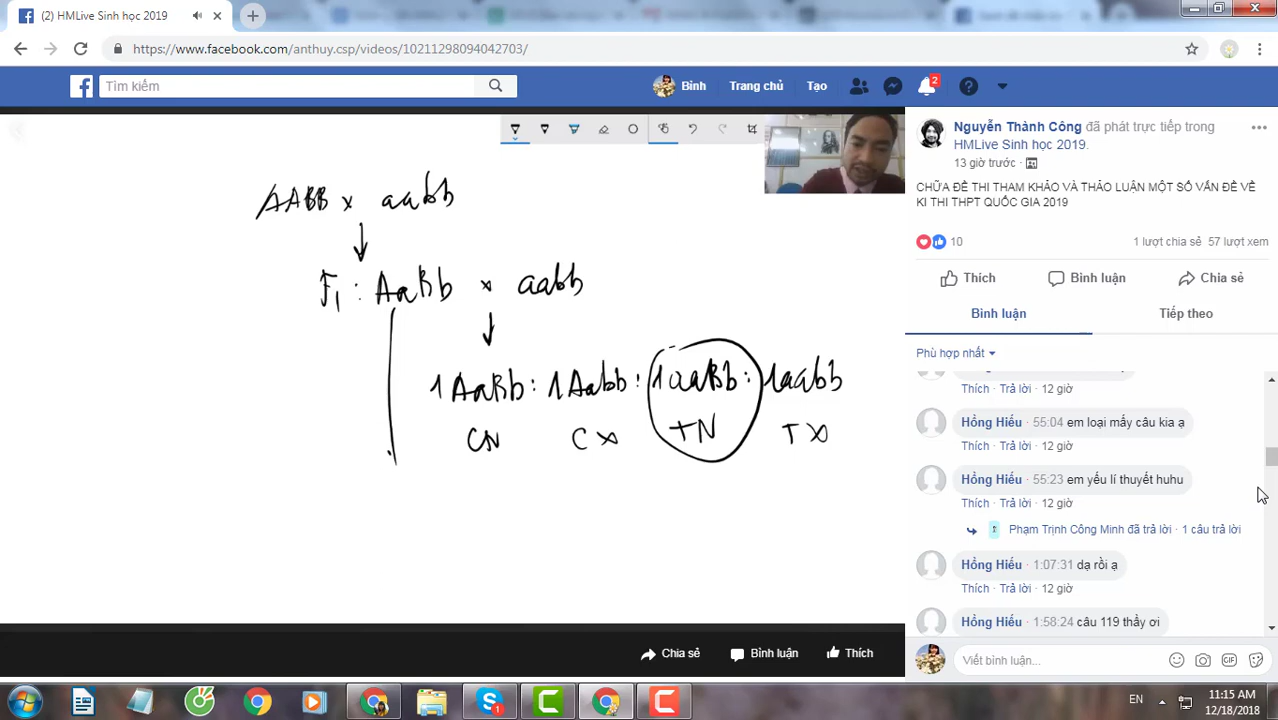 (2) HMLive Sinh học 2019
https://www.facebook.com/anthuy.csp/videos/10211298094042703/
Tìm kiếm
Bình
Trang chủ
Tạo
2
AABB x aabb
F1 : AaBb x aabb
1AaBb : 1Aabb : 1aaBb : 1aabb
CN CX TN TX
Chia sẻ
Bình luận
Thích
Nguyễn Thành Công đã phát trực tiếp trong
HMLive Sinh học 2019.
13 giờ trước ·
CHỮA ĐỀ THI THAM KHẢO VÀ THẢO LUẬN MỘT SỐ VẤN ĐỀ VỀ
KÌ THI THPT QUỐC GIA 2019
10
1 lượt chia sẻ 57 lượt xem
Thích Bình luận Chia sẻ
Bình luận Tiếp theo
Phù hợp nhất
Thích · Trả lời · 12 giờ
Hồng Hiếu · 55:04 em loại mấy câu kia ạ
Thích · Trả lời · 12 giờ
Hồng Hiếu · 55:23 em yếu lí thuyết huhu
Thích · Trả lời · 12 giờ
Phạm Trịnh Công Minh đã trả lời · 1 câu trả lời
Hồng Hiếu · 1:07:31 dạ rồi ạ
Thích · Trả lời · 12 giờ
Hồng Hiếu · 1:58:24 câu 119 thầy ơi
Viết bình luận...
GIF
EN
11:15 AM
12/18/2018